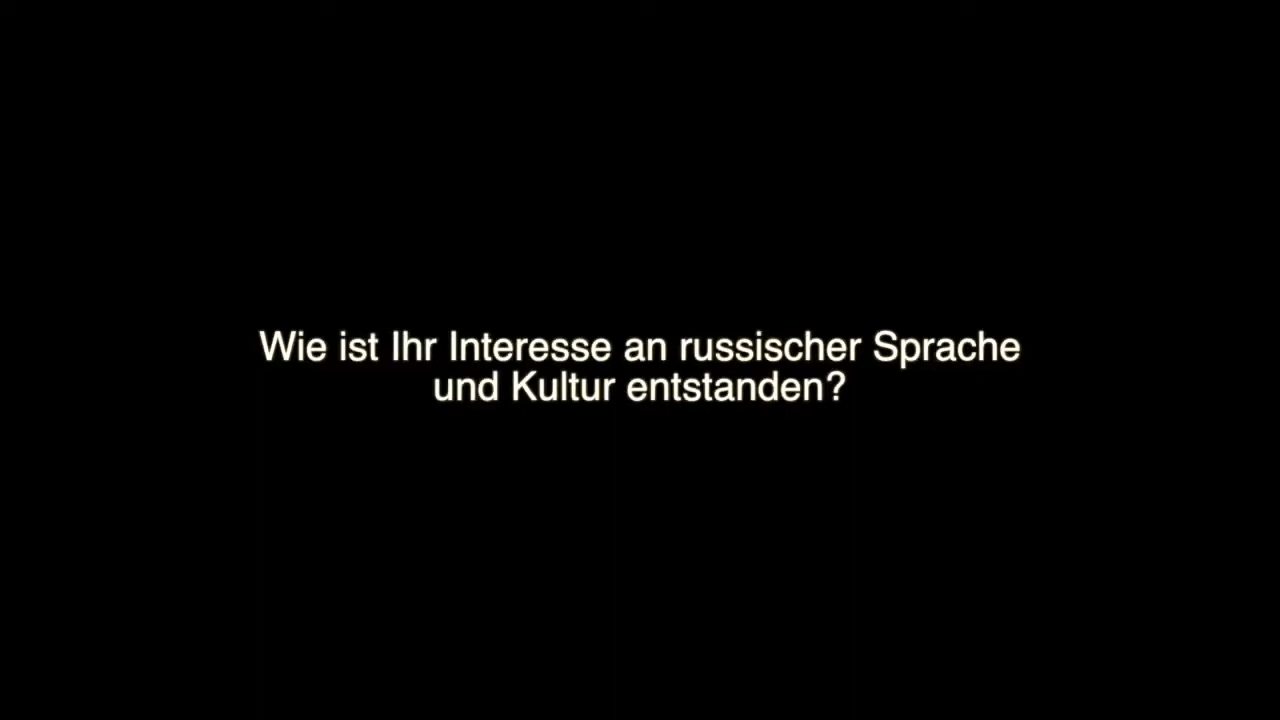 Wie ist Ihr Interesse an russischer Sprache
und Kultur entstanden?